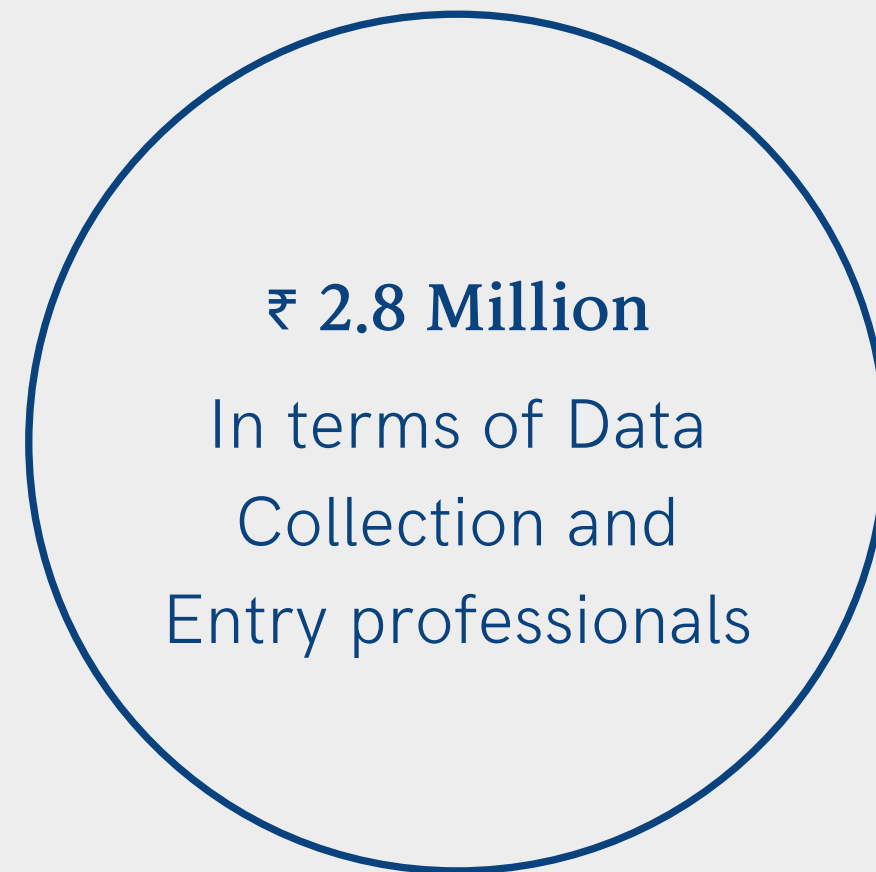 ₹ 2.8 Million
In terms of Data
Collection and
Entry professionals